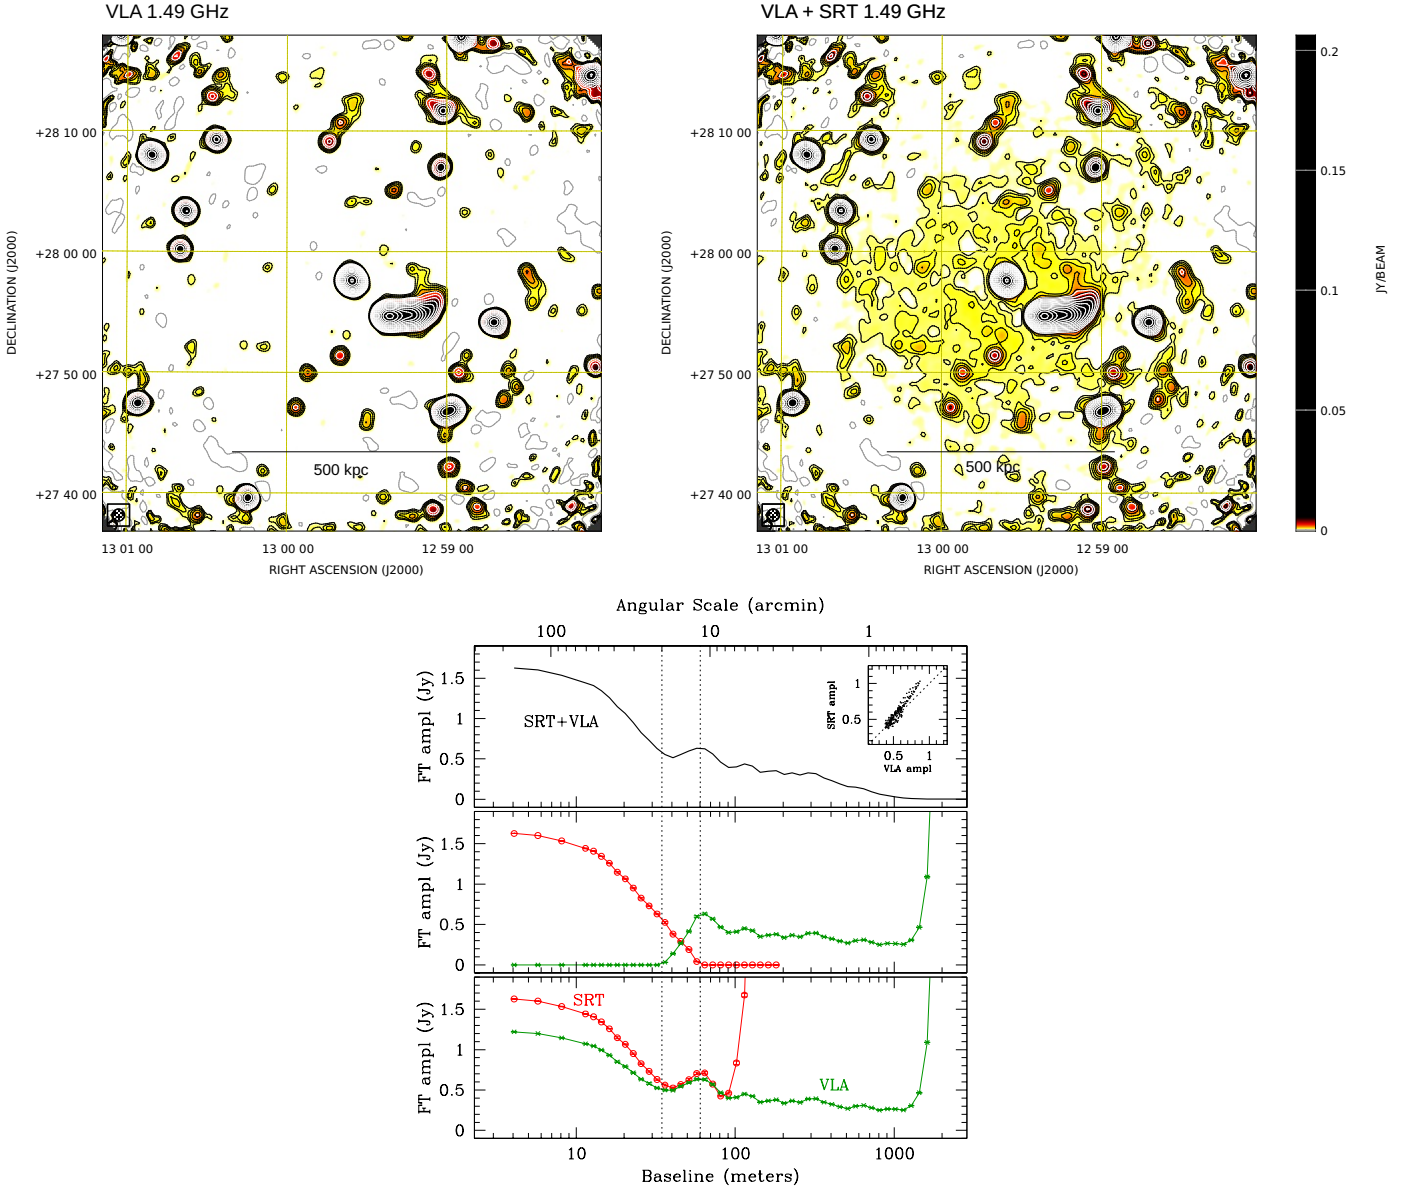 VLA 1.49 GHz
VLA + SRT 1.49 GHz
+28 10 00
+28 00 00
+27 50 00
+27 40 00
DECLINATION (J2000)
500 kpc
13 01 00
13 00 00
12 59 00
RIGHT ASCENSION (J2000)
+28 10 00
+28 00 00
+27 50 00
+27 40 00
DECLINATION (J2000)
500 kpc
13 01 00
13 00 00
12 59 00
RIGHT ASCENSION (J2000)
0.2
0.15
0.1
0.05
0
JY/BEAM
Angular Scale (arcmin)
100
10
1
1.5
1
0.5
0
FT ampl (Jy)
SRT+VLA
SRT ampl
1
0.5
0.5
1
VLA ampl
1.5
1
0.5
0
FT ampl (Jy)
1.5
1
0.5
0
FT ampl (Jy)
SRT
VLA
10
100
1000
Baseline (meters)